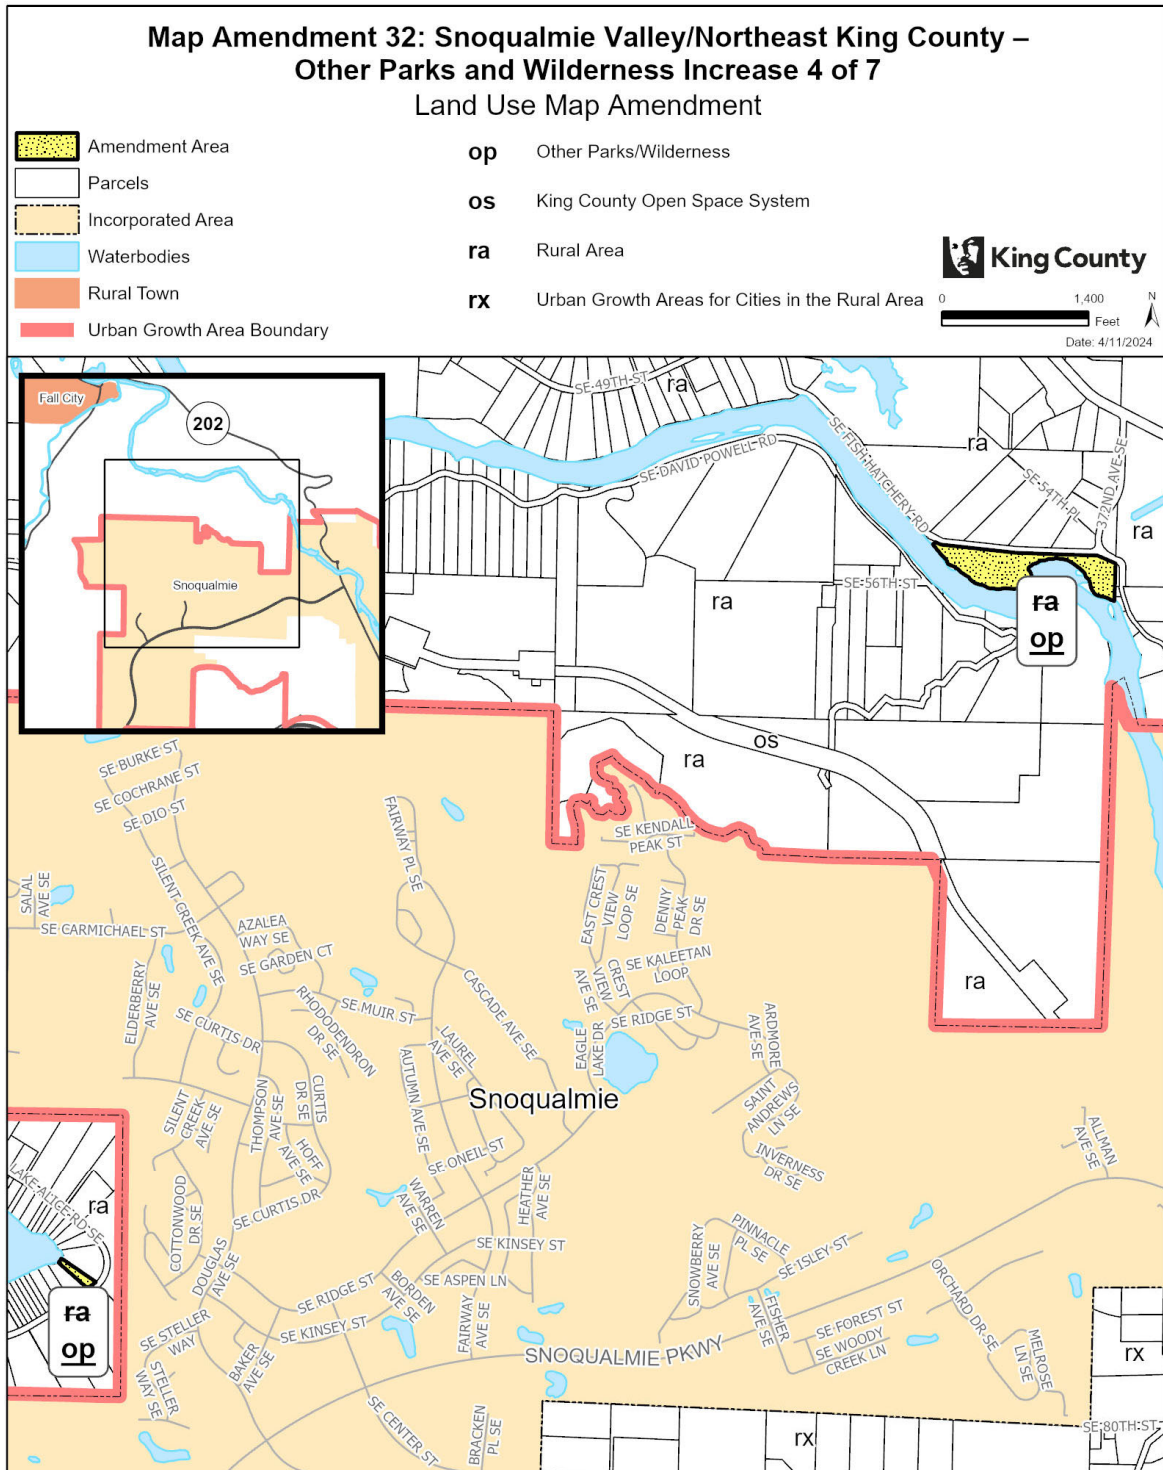 Map Amendment 32: Snoqualmie Valley/Northeast King County –
Other Parks and Wilderness Increase 4 of 7
Land Use Map Amendment
Amendment Area
Parcels
Incorporated Area
Waterbodies
Rural Town
Urban Growth Area Boundary
op Other Parks/Wilderness
os King County Open Space System
ra Rural Area
rx Urban Growth Areas for Cities in the Rural Area
King County
0 1,400
Feet
N
Date: 4/11/2024
Fall City
202
Snoqualmie
SE 49TH ST
ra
SE DAVID POWELL RD
SE FISH HATCHERY RD
ra
SE 54TH PL
372ND AVE SE
ra
ra
SE 56TH ST
ra
op
os
ra
SE BURKE ST
SE COCHRANE ST
SE DIO ST
FAIRWAY PL SE
SE KENDALL
PEAK ST
SILENT CREEK AVE SE
SALAL
AVE SE
SE CARMICHAEL ST
AZALEA
WAY SE
SE GARDEN CT
EAST CREST
VIEW
LOOP SE
DENNY
PEAK
DR SE
SE KALEETAN
LOOP
CREST
VIEW
AVE SE
ra
ELDERBERRY
AVE SE
SE CURTIS DR
RHODODENDRON
DR SE
SE MUIR ST
CASCADE AVE SE
SE RIDGE ST
EAGLE
LAKE DR
ARDMORE
AVE SE
LAUREL
AVE SE
AUTUMN AVE SE
Snoqualmie
SAINT
ANDREWS
LN SE
SILENT
CREEK
AVE SE
THOMPSON
AVE SE
CURTIS
DR SE
HOFF
AVE SE
SE ONEIL ST
INVERNESS
DR SE
ALLMAN
AVE SE
LAKE ALICE RD SE
ra
COTTONWOOD
DR SE
SE CURTIS DR
WARREN
AVE SE
HEATHER
AVE SE
SE KINSEY ST
DOUGLAS
AVE SE
PINNACLE
PL SE
SNOWBERRY
AVE SE
SE ISLEY ST
ra
op
SE RIDGE ST
BORDEN
AVE SE
SE ASPEN LN
FAIRWAY
AVE SE
SE STELLER
WAY
SE KINSEY ST
FISHER
AVE SE
SE FOREST ST
SE WOODY
CREEK LN
ORCHARD DR SE
MELROSE
LN SE
rx
STELLER
WAY SE
BAKER
AVE SE
SNOQUALMIE PKWY
SE CENTER ST
BRACKEN
PL SE
rx
SE 80TH ST